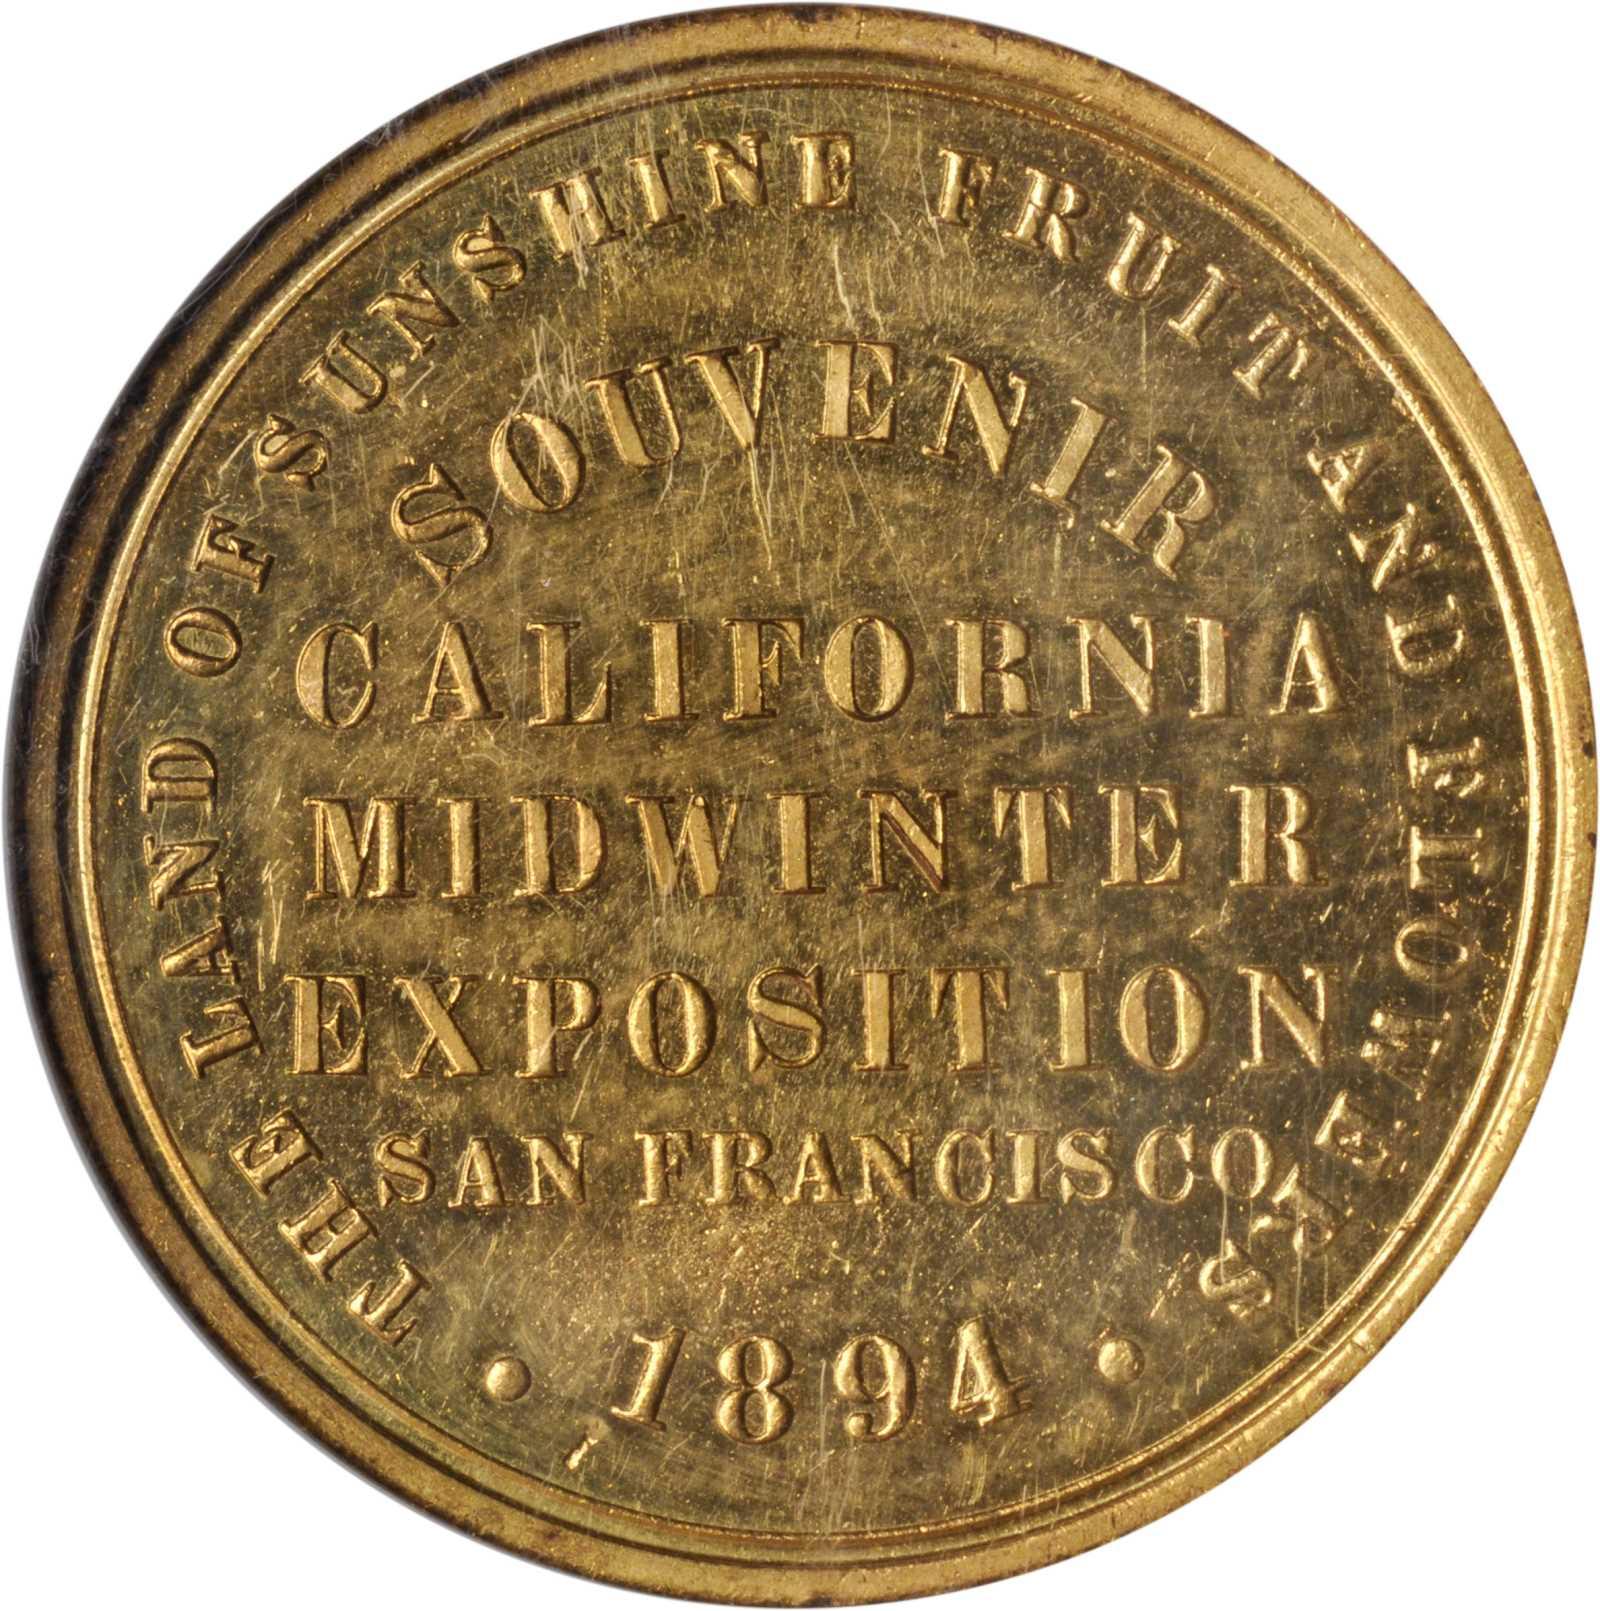 THE LAND OF SUNSHINE FRUIT AND FLOWERS
SOUVENIR
CALIFORNIA
MIDWINTER
EXPOSITION
SAN FRANCISCO
• 1894 •